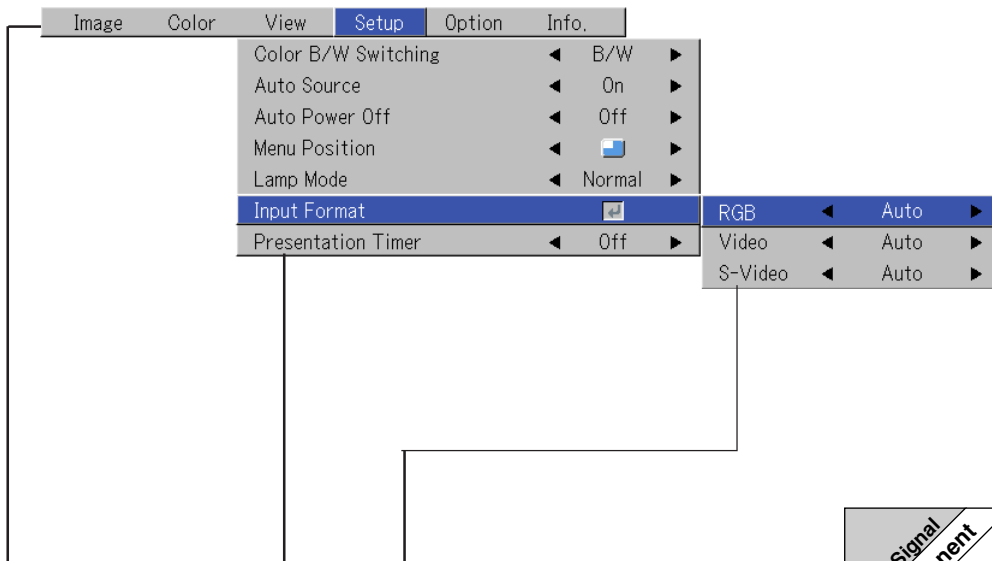 Image Color View Setup Option Info.
Color B/W Switching B/W
Auto Source On
Auto Power Off Off
Menu Position
Lamp Mode Normal
Input Format
Presentation Timer Off
RGB Auto
Video Auto
S-Video Auto
Signal